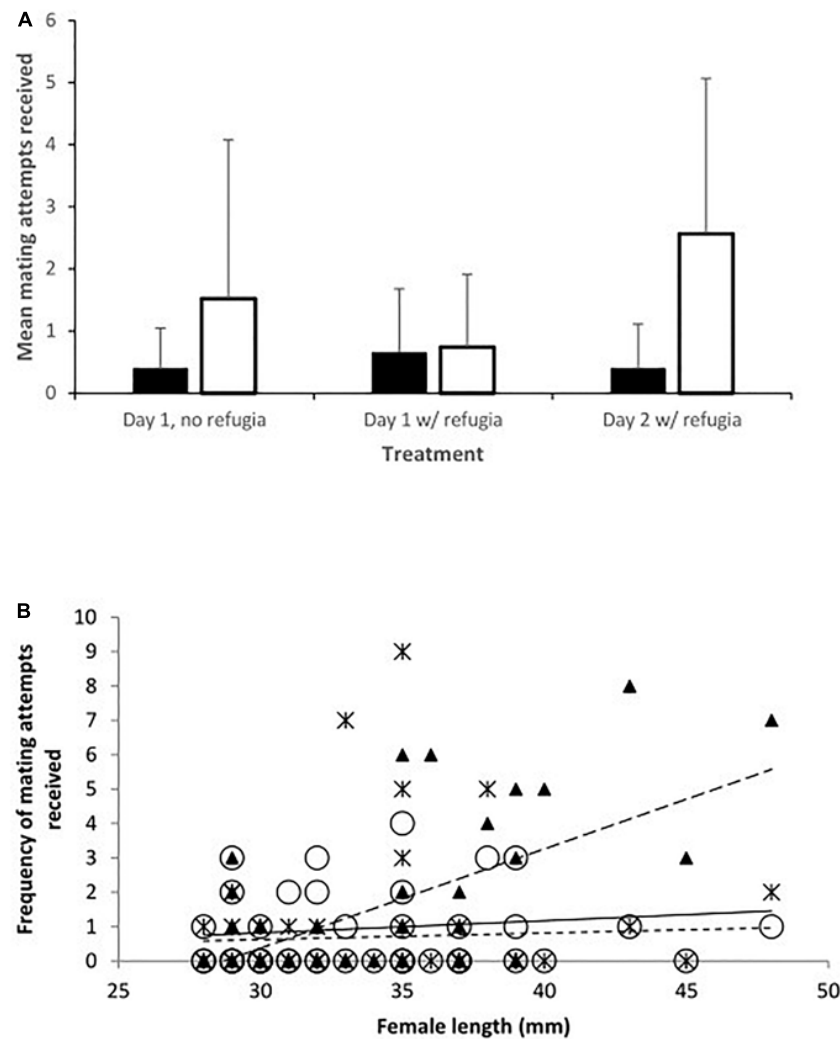 A
6
5
4
3
2
1
0
Mean mating attempts received
Day 1, no refugia
Day 1 w/ refugia
Day 2 w/ refugia
Treatment
B
10
9
8
7
6
5
4
3
2
1
0
Frequency of mating attempts
received
25
30
35
40
45
50
Female length (mm)